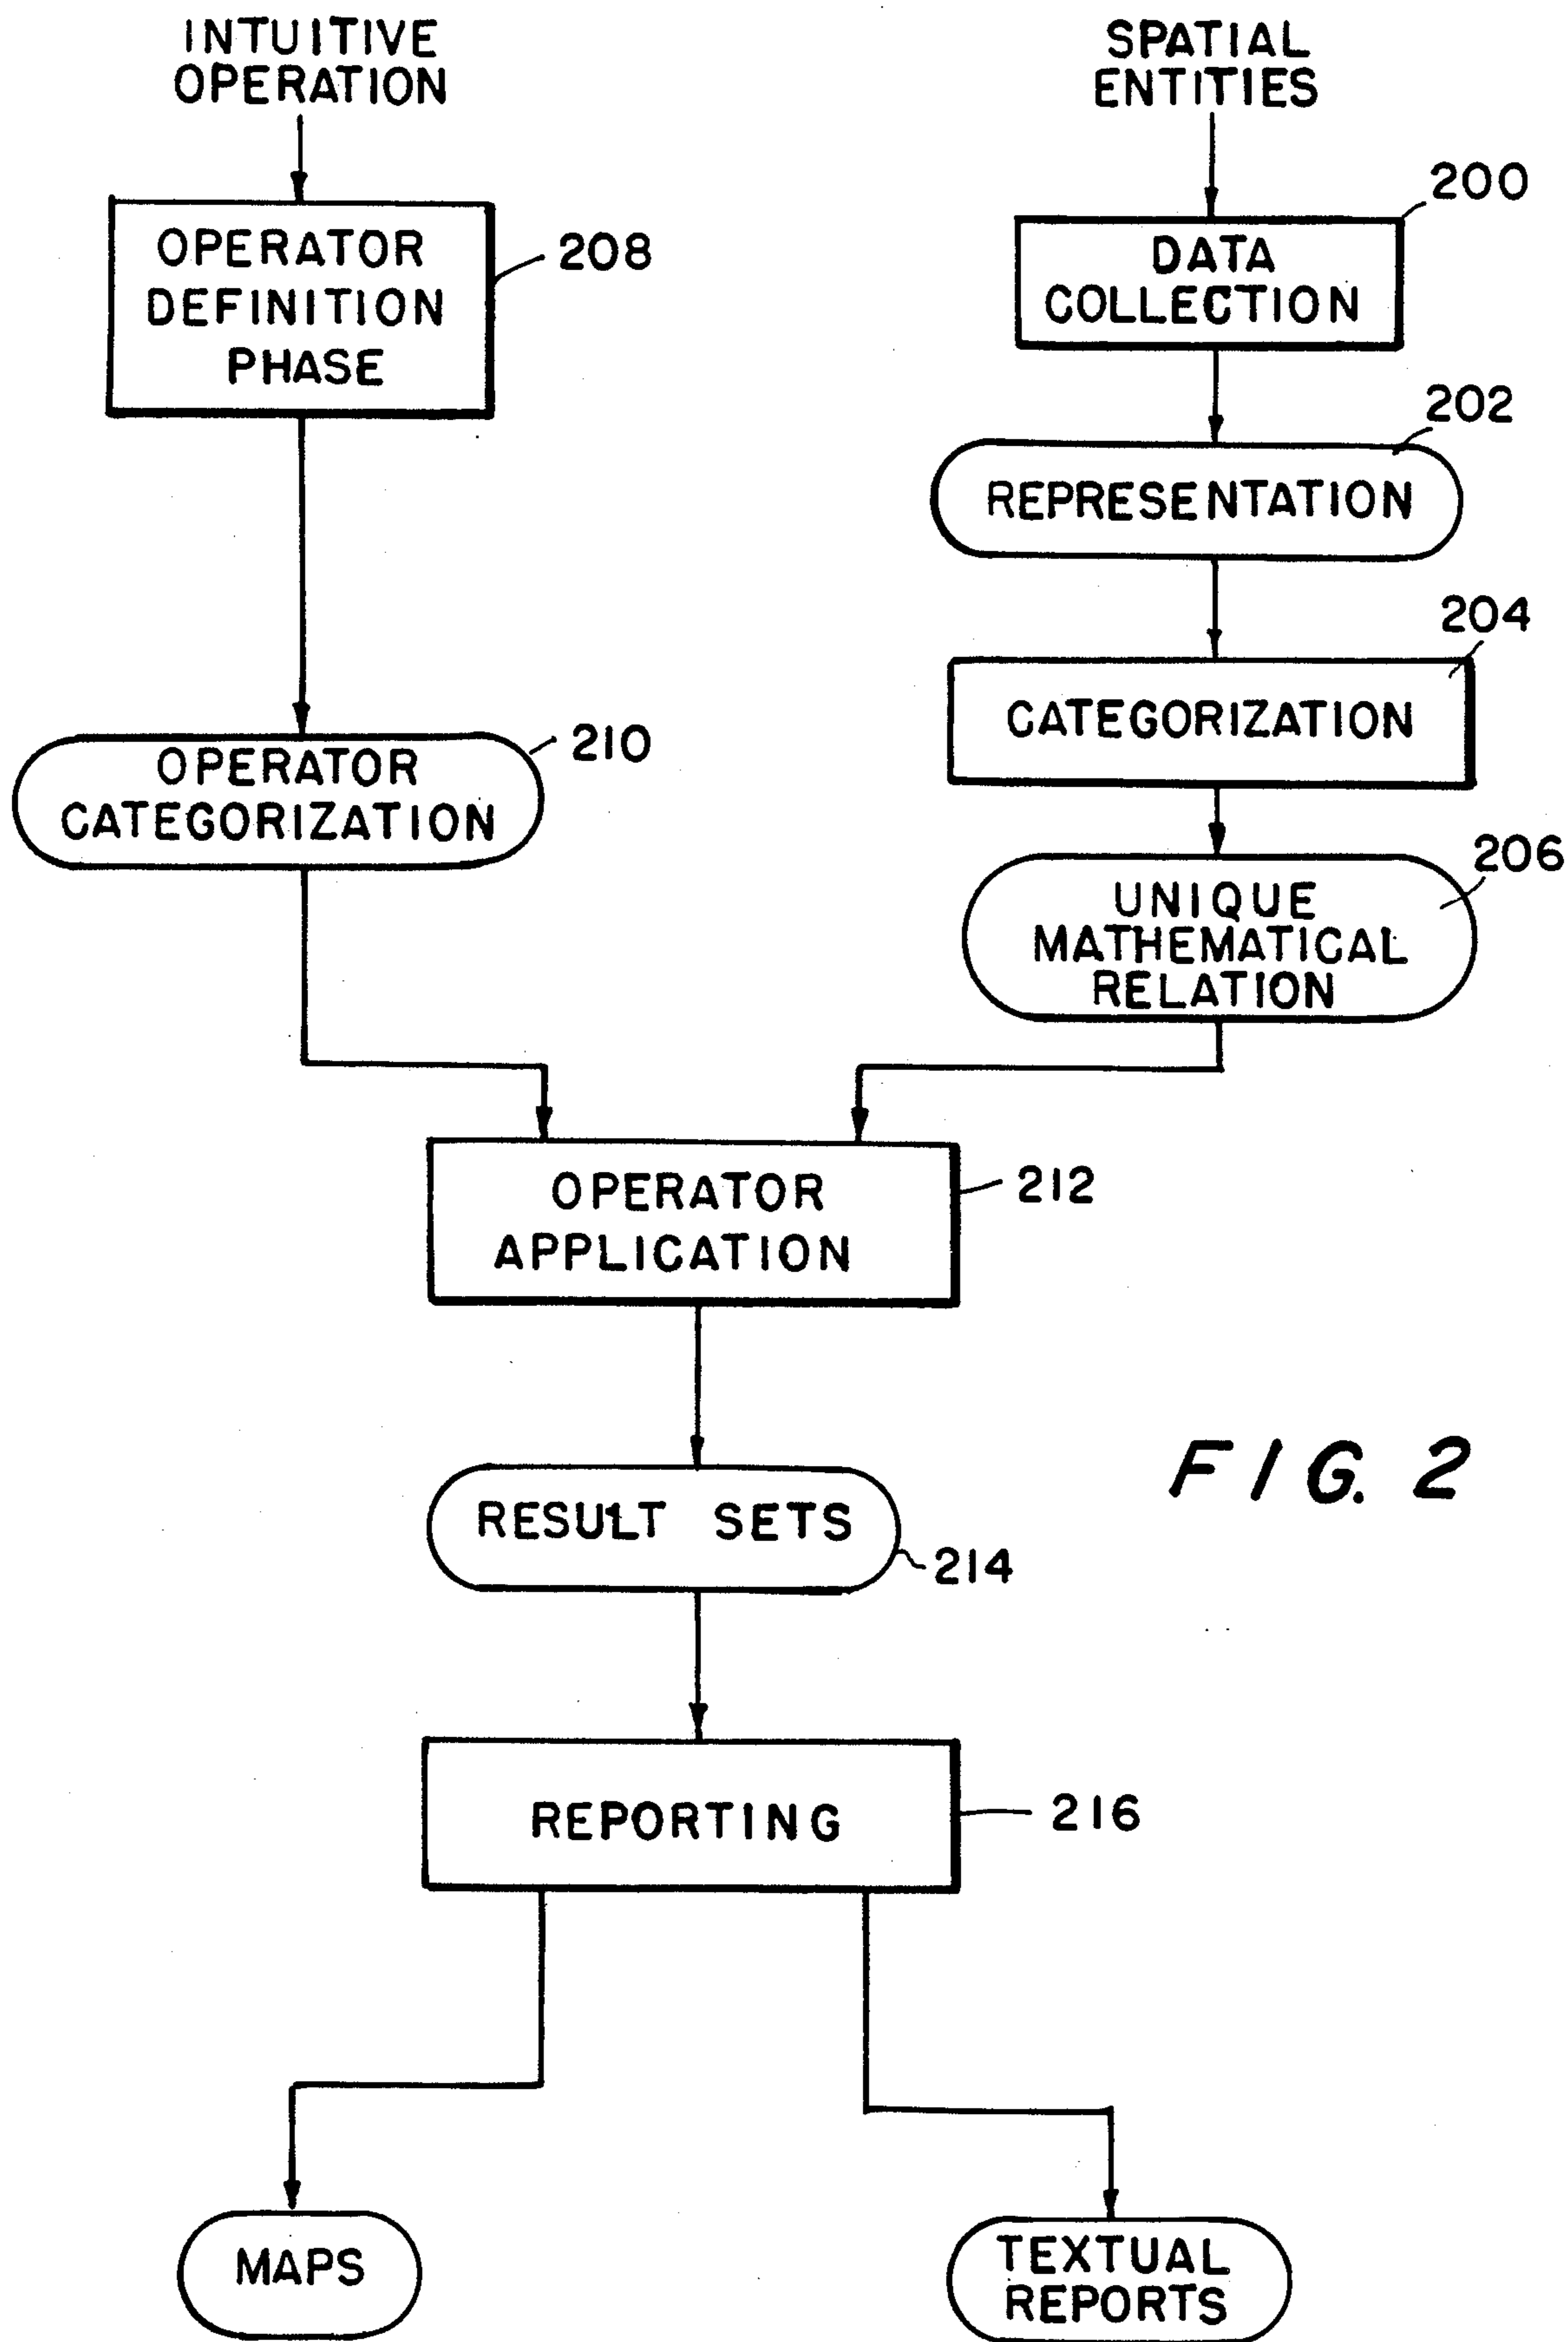 INTUITIVE
OPERATION
OPERATOR
DEFINITION
PHASE
208
OPERATOR
CATEGORIZATION
210
SPATIAL
ENTITIES
200
DATA
COLLECTION
202
REPRESENTATION
204
CATEGORIZATION
206
UNIQUE
MATHEMATICAL
RELATION
OPERATOR
APPLICATION
212
RESULT SETS
214
FIG. 2
REPORTING
216
MAPS
TEXTUAL
REPORTS